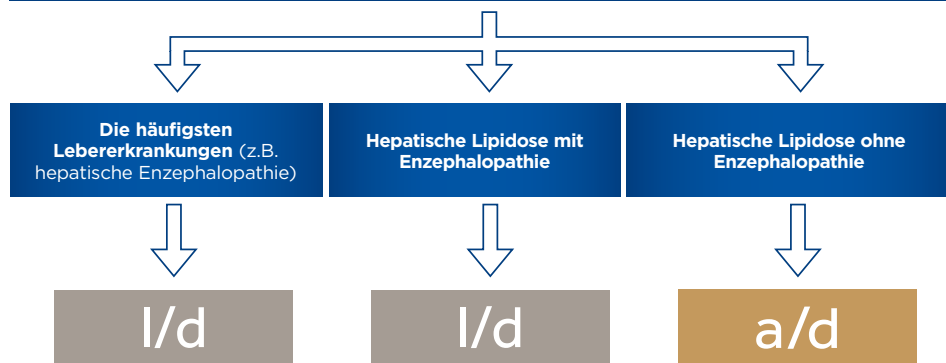 Die häufigsten
Lebererkrankungen (z.B.
hepatische Enzephalopathie)
Hepatische Lipidose mit
Enzephalopathie
Hepatische Lipidose ohne
Enzephalopathie
l/d
l/d
a/d